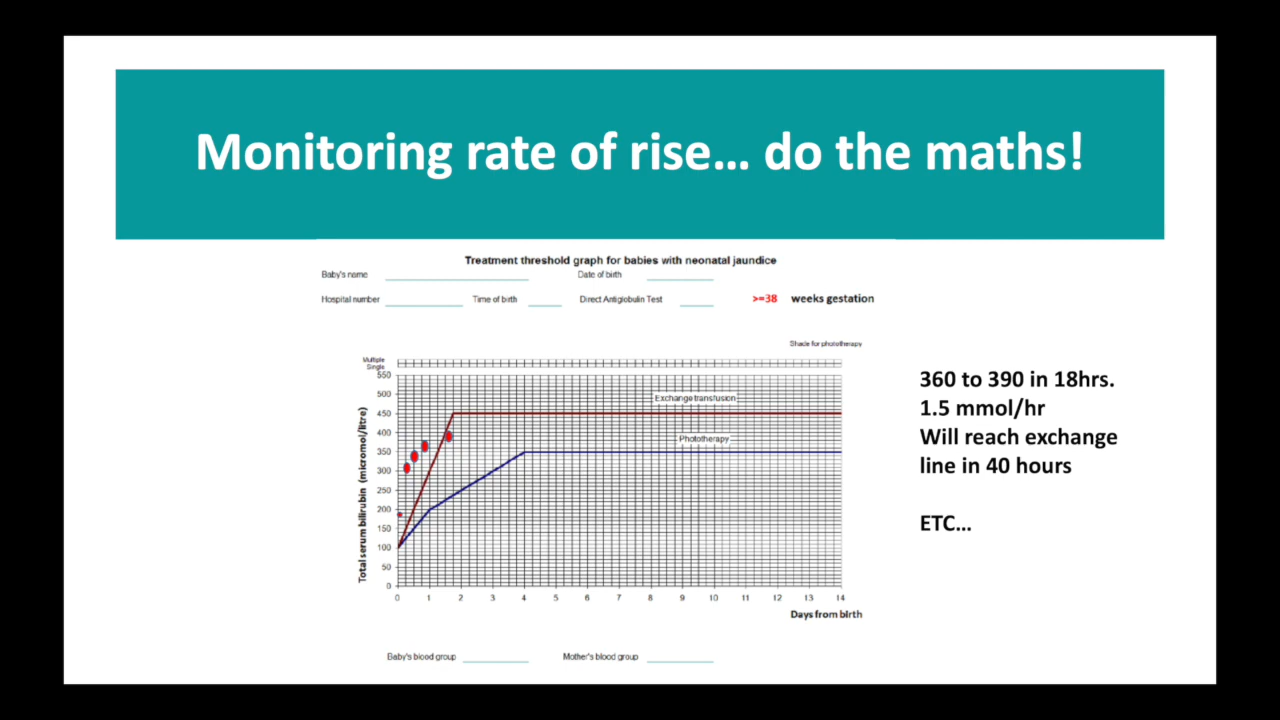 Monitoring rate of rise... do the maths!
Treatment threshold graph for babies with neonatal jaundice
Baby's name
Date of birth
Hospital number
Time of birth
Direct Antiglobulin Test
>=38 weeks gestation
Shade for phototherapy
Multiple
Single
550
500
450
400
350
300
250
200
150
100
50
0
Total serum bilirubin (micromol/litre)
Exchange transfusion
Phototherapy
0 1 2 3 4 5 6 7 8 9 10 11 12 13 14
Days from birth
Baby's blood group
Mother's blood group
360 to 390 in 18hrs.
1.5 mmol/hr
Will reach exchange
line in 40 hours
ETC...